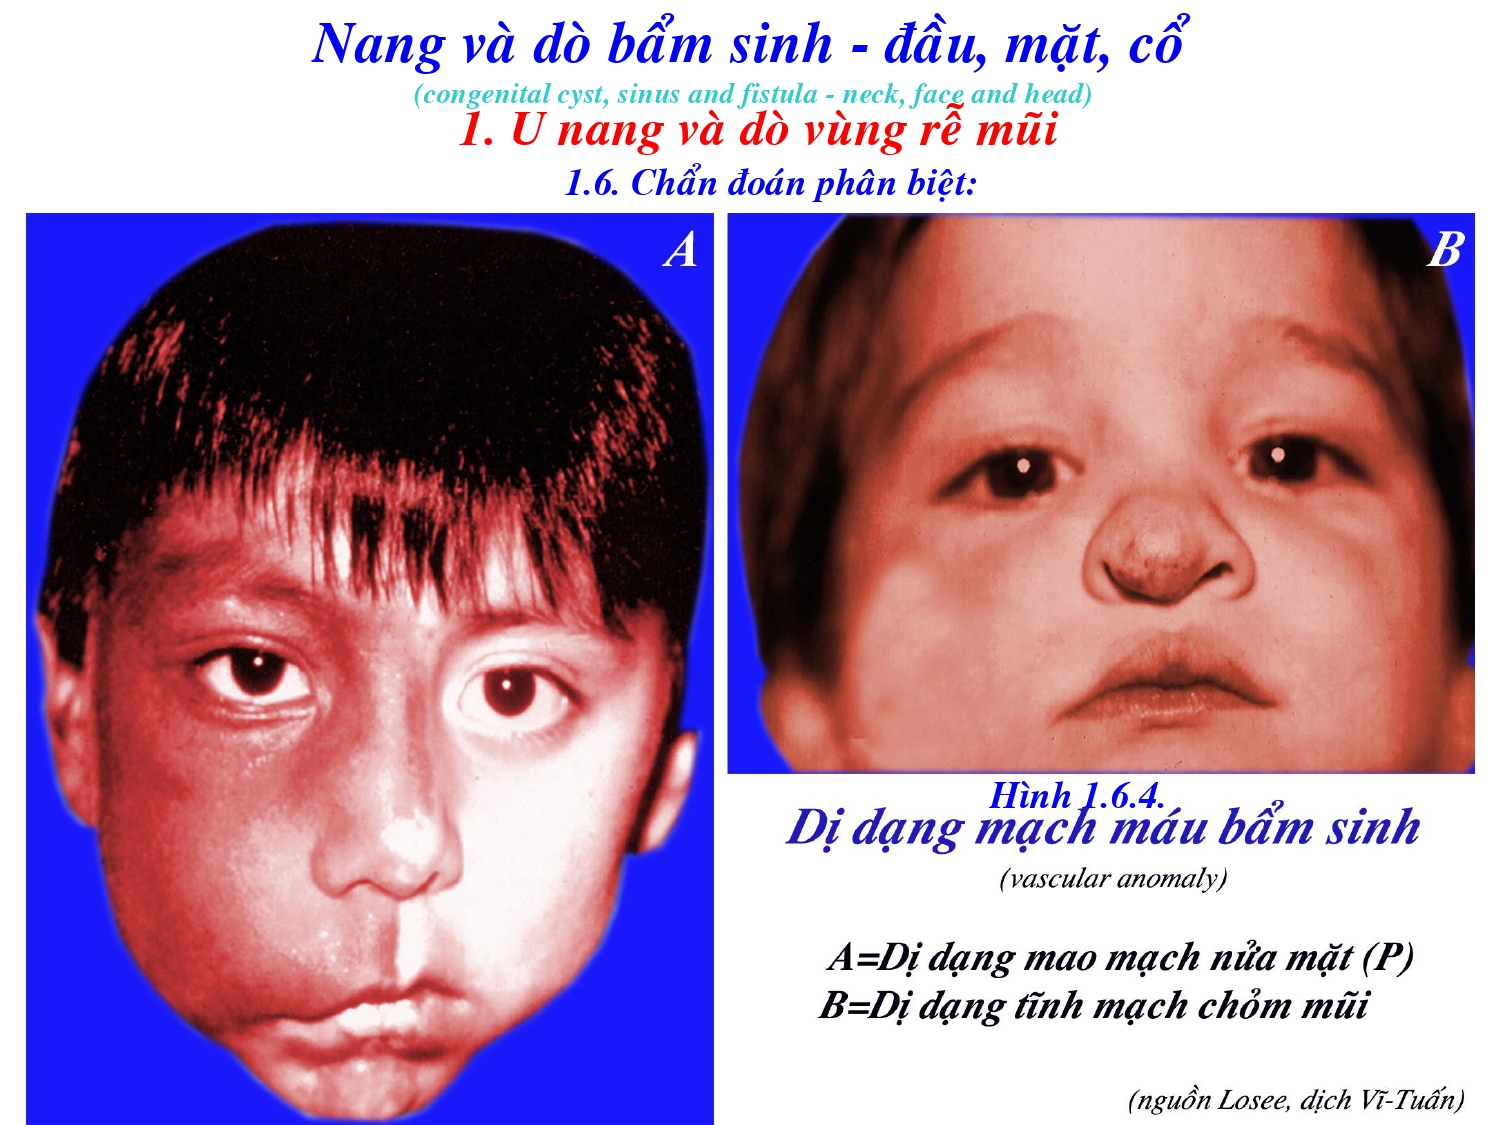 Nang và dò bẩm sinh - đầu, mặt, cổ
(congenital cyst, sinus and fistula - neck, face and head)
1. U nang và dò vùng rễ mũi
1.6. Chẩn đoán phân biệt:
A
B
Hình 1.6.4.
Dị dạng mạch máu bẩm sinh
(vascular anomaly)
A=Dị dạng mao mạch nửa mặt (P)
B=Dị dạng tĩnh mạch chỏm mũi
(nguồn Losee, dịch Vĩ-Tuấn)